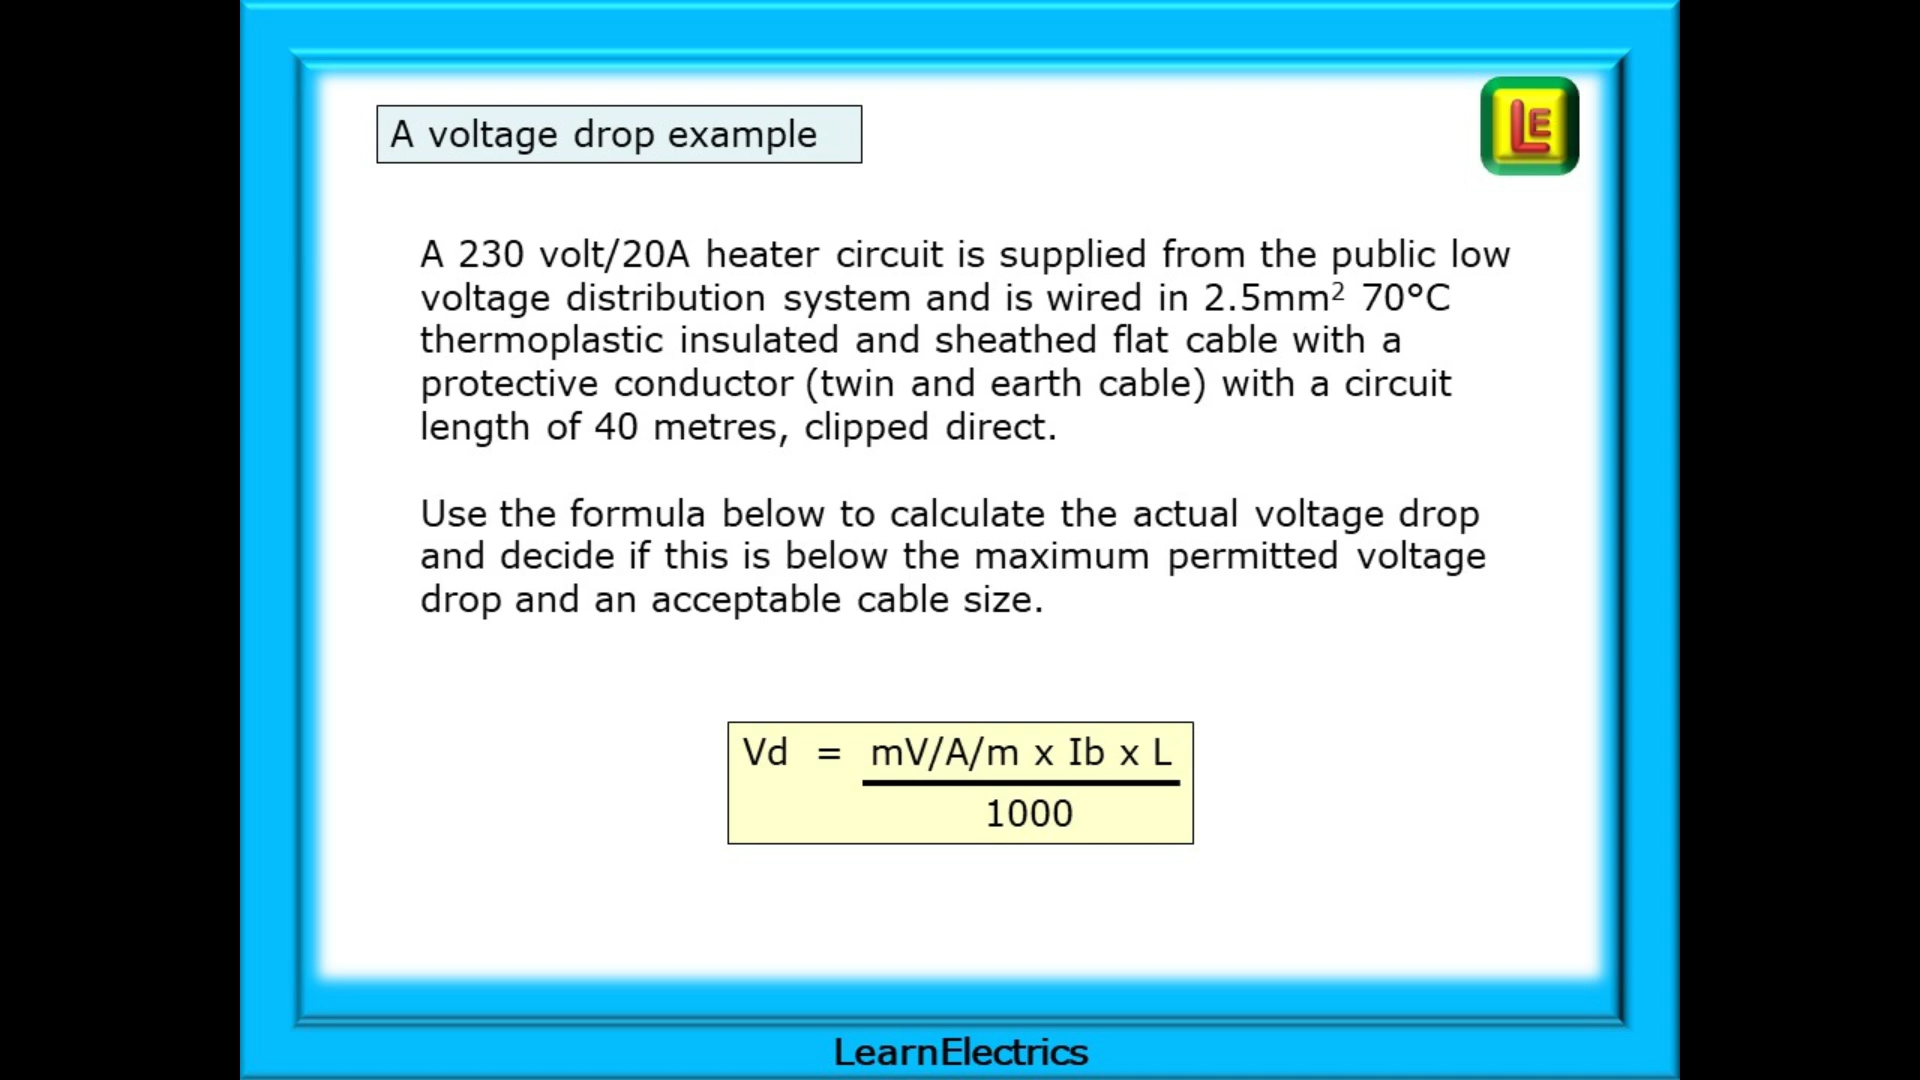 A voltage drop example
LE
A 230 volt/20A heater circuit is supplied from the public low
voltage distribution system and is wired in 2.5mm² 70°C
thermoplastic insulated and sheathed flat cable with a
protective conductor (twin and earth cable) with a circuit
length of 40 metres, clipped direct.
Use the formula below to calculate the actual voltage drop
and decide if this is below the maximum permitted voltage
drop and an acceptable cable size.
Vd = mV/A/m x Ib x L
1000
LearnElectrics